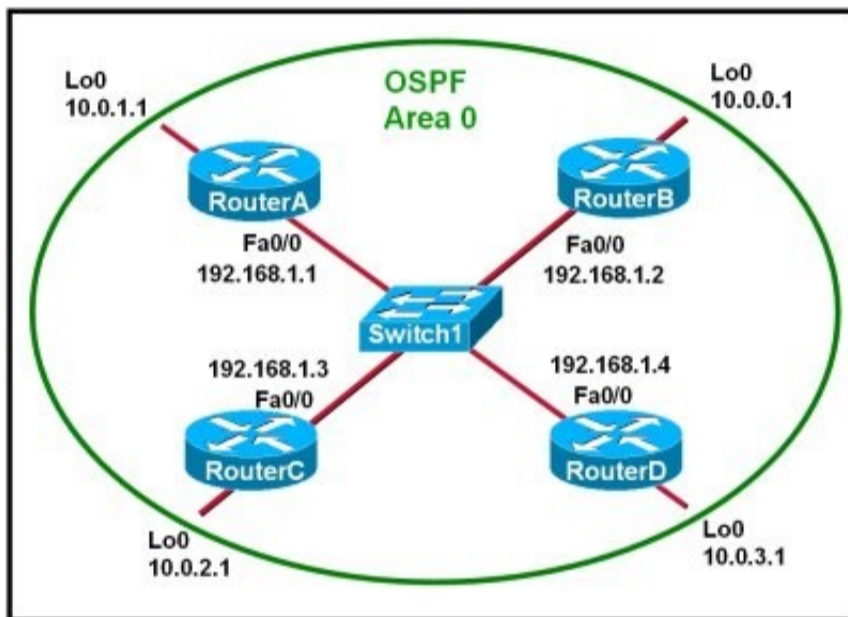 Lo0
10.0.1.1
OSPF
Area 0
Lo0
10.0.0.1
RouterA
RouterB
Fa0/0
192.168.1.1
Fa0/0
192.168.1.2
Switch1
192.168.1.3
Fa0/0
192.168.1.4
Fa0/0
RouterC
RouterD
Lo0
10.0.2.1
Lo0
10.0.3.1